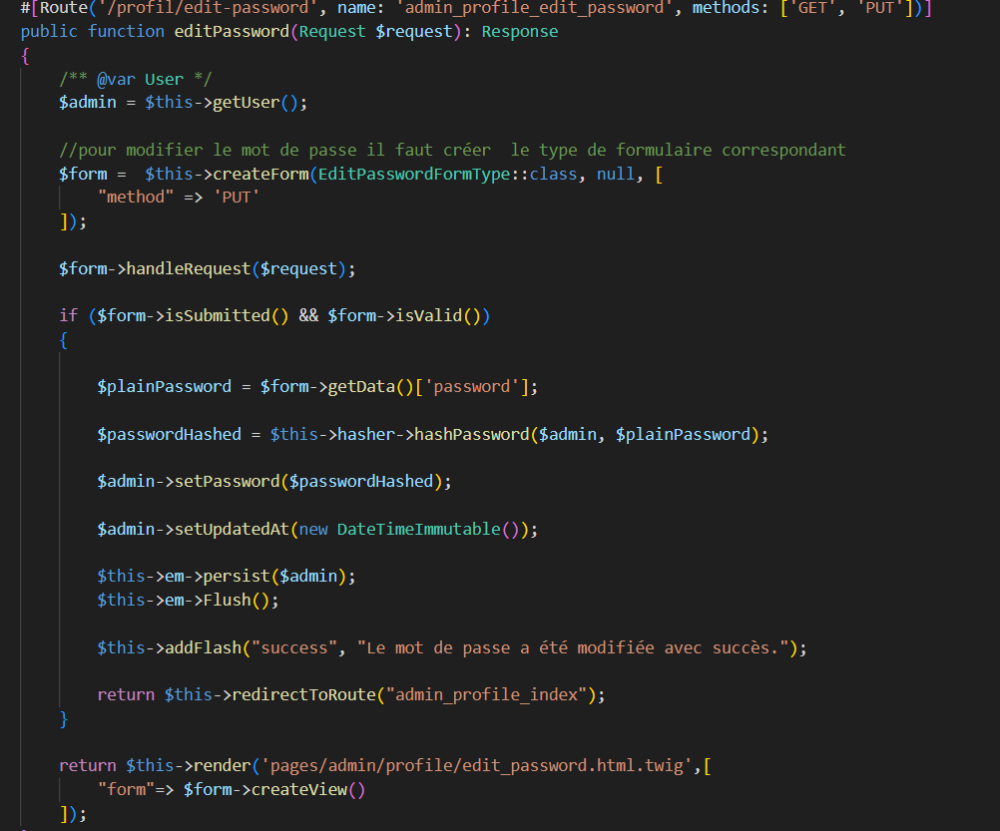 #[Route('/profil/edit-password', name: 'admin_profile_edit_password', methods: ['GET', 'PUT'])]
public function editPassword(Request $request): Response
{
/** @var User */
$admin = $this->getUser();
//pour modifier le mot de passe il faut créer  le type de formulaire correspondant
$form =  $this->createForm(EditPasswordFormType::class, null, [
"method" => 'PUT'
]);
$form->handleRequest($request);
if ($form->isSubmitted() && $form->isValid())
{
$plainPassword = $form->getData()['password'];
$passwordHashed = $this->hasher->hashPassword($admin, $plainPassword);
$admin->setPassword($passwordHashed);
$admin->setUpdatedAt(new DateTimeImmutable());
$this->em->persist($admin);
$this->em->Flush();
$this->addFlash("success", "Le mot de passe a été modifiée avec succès.");
return $this->redirectToRoute("admin_profile_index");
}
return $this->render('pages/admin/profile/edit_password.html.twig',[
"form"=> $form->createView()
]);